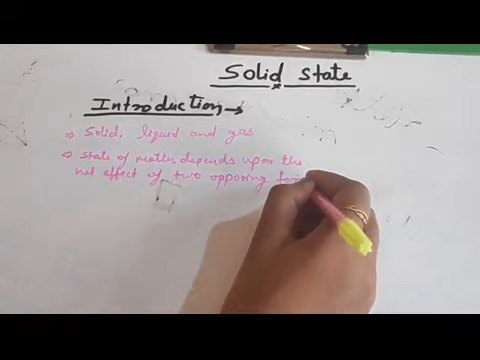 Solid state
Introduction →
⇒ Solid, liquid and gas
⇒ State of matter depends upon the
net effect of two opposing